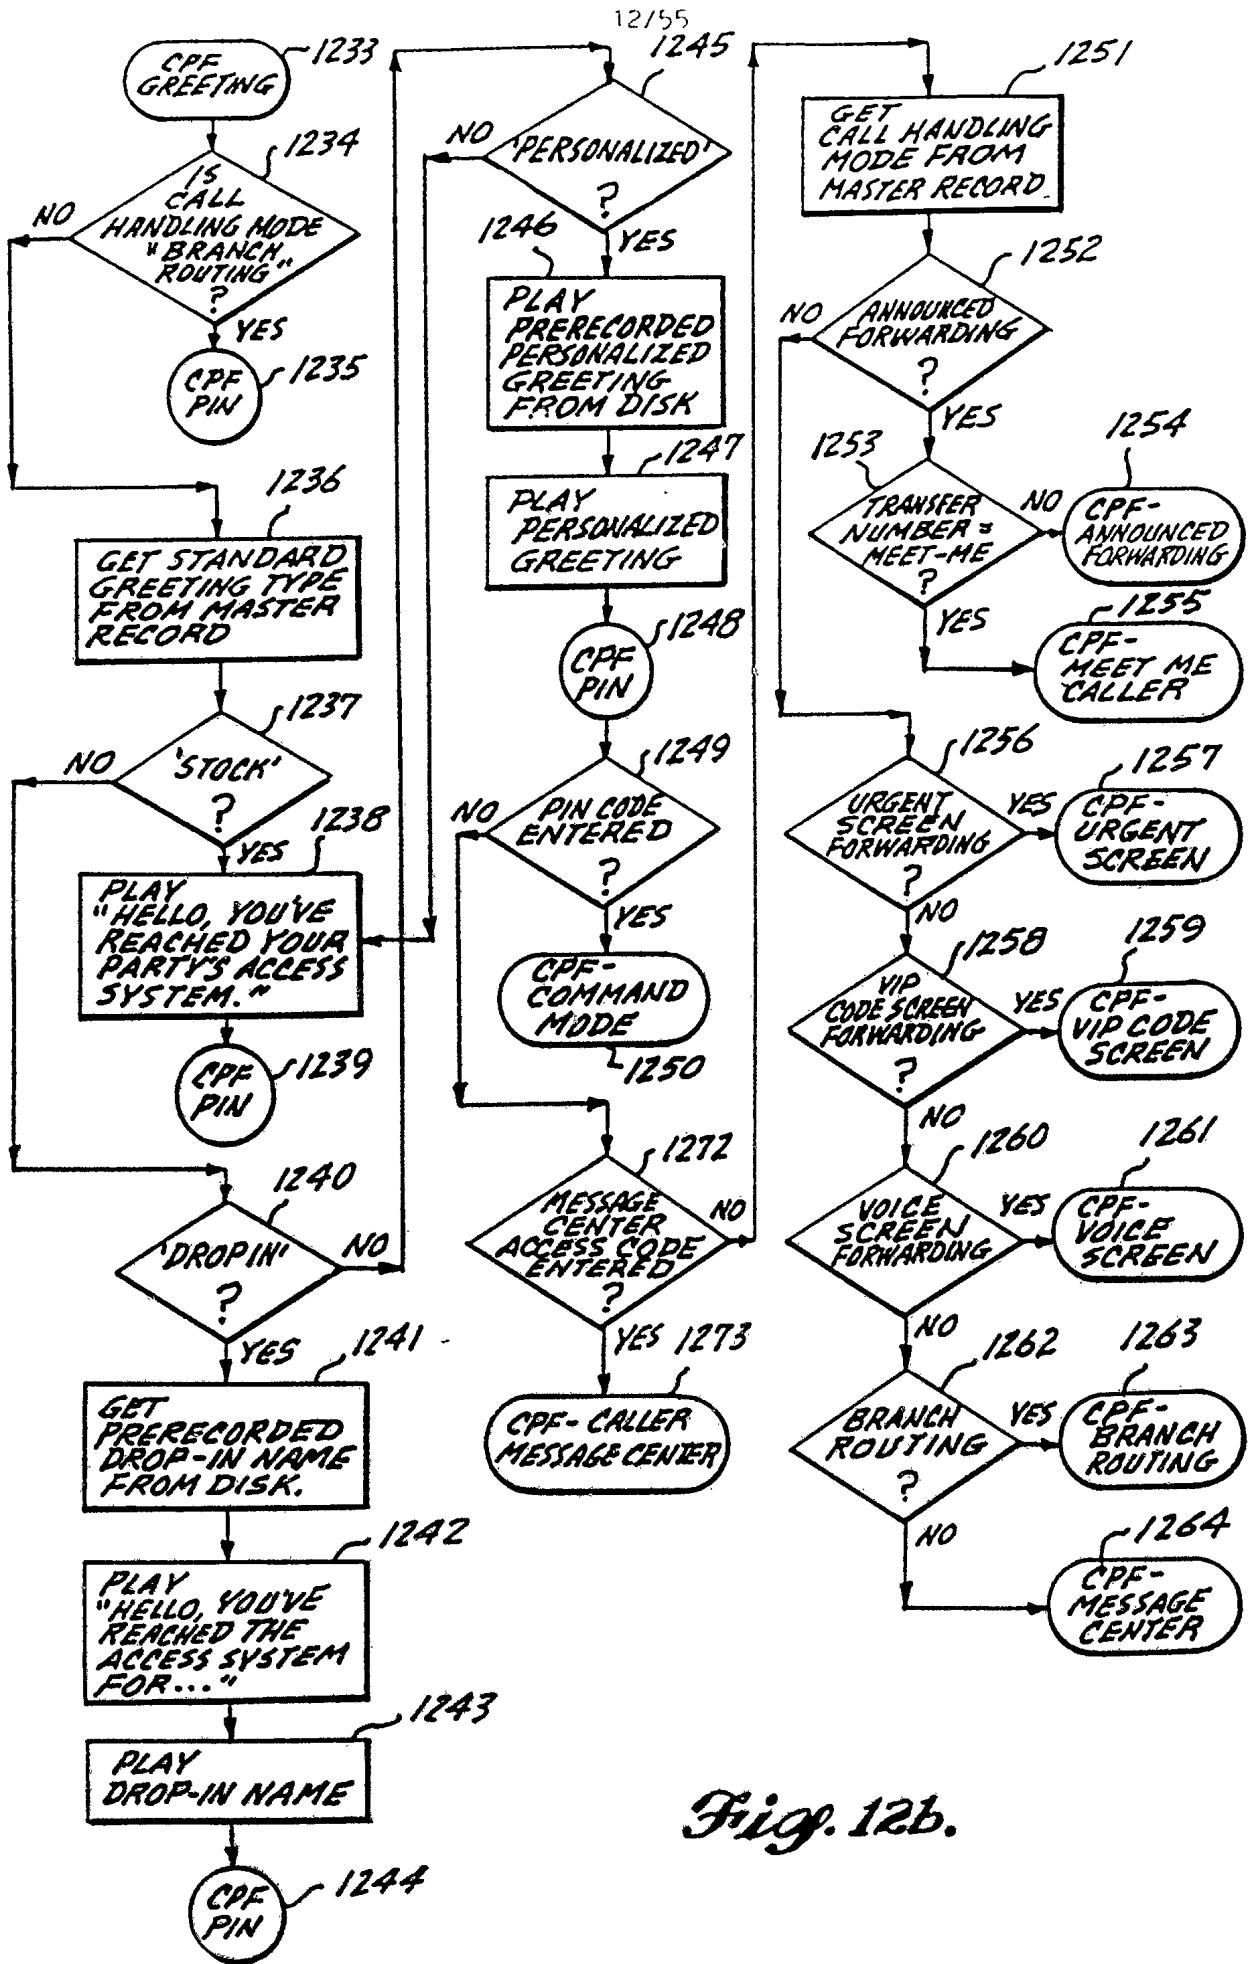 12/55
CPF
GREETING
1233
IS
CALL
HANDLING MODE
"BRANCH
ROUTING"
?
1234
NO
YES
CPF
PIN
1235
1236
GET STANDARD
GREETING TYPE
FROM MASTER
RECORD
1237
'STOCK'
?
NO
YES
1238
PLAY
"HELLO, YOU'VE
REACHED YOUR
PARTY'S ACCESS
SYSTEM."
CPF
PIN
1239
1240
'DROPIN'
?
NO
YES
1241
GET
PRERECORDED
DROP-IN NAME
FROM DISK.
1242
PLAY
"HELLO, YOU'VE
REACHED THE
ACCESS SYSTEM
FOR..."
1243
PLAY
DROP-IN NAME
CPF
PIN
1244
1245
'PERSONALIZED'
?
NO
YES
1246
PLAY
PRERECORDED
PERSONALIZED
GREETING
FROM DISK
1247
PLAY
PERSONALIZED
GREETING
1248
CPF
PIN
1249
PIN CODE
ENTERED
?
NO
YES
CPF-
COMMAND
MODE
1250
1272
MESSAGE
CENTER
ACCESS CODE
ENTERED
?
NO
YES
1273
CPF-CALLER
MESSAGE CENTER
1251
GET
CALL HANDLING
MODE FROM
MASTER RECORD
1252
ANNOUNCED
FORWARDING
?
NO
YES
1253
TRANSFER
NUMBER =
MEET-ME
?
NO
YES
1254
CPF-
ANNOUNCED
FORWARDING
1255
CPF-
MEET ME
CALLER
1256
URGENT
SCREEN
FORWARDING
?
YES
NO
1257
CPF-
URGENT
SCREEN
1258
VIP
CODE SCREEN
FORWARDING
?
YES
NO
1259
CPF-
VIP CODE
SCREEN
1260
VOICE
SCREEN
FORWARDING
?
YES
NO
1261
CPF-
VOICE
SCREEN
1262
BRANCH
ROUTING
?
YES
NO
1263
CPF-
BRANCH
ROUTING
1264
CPF-
MESSAGE
CENTER
Fig. 12b.